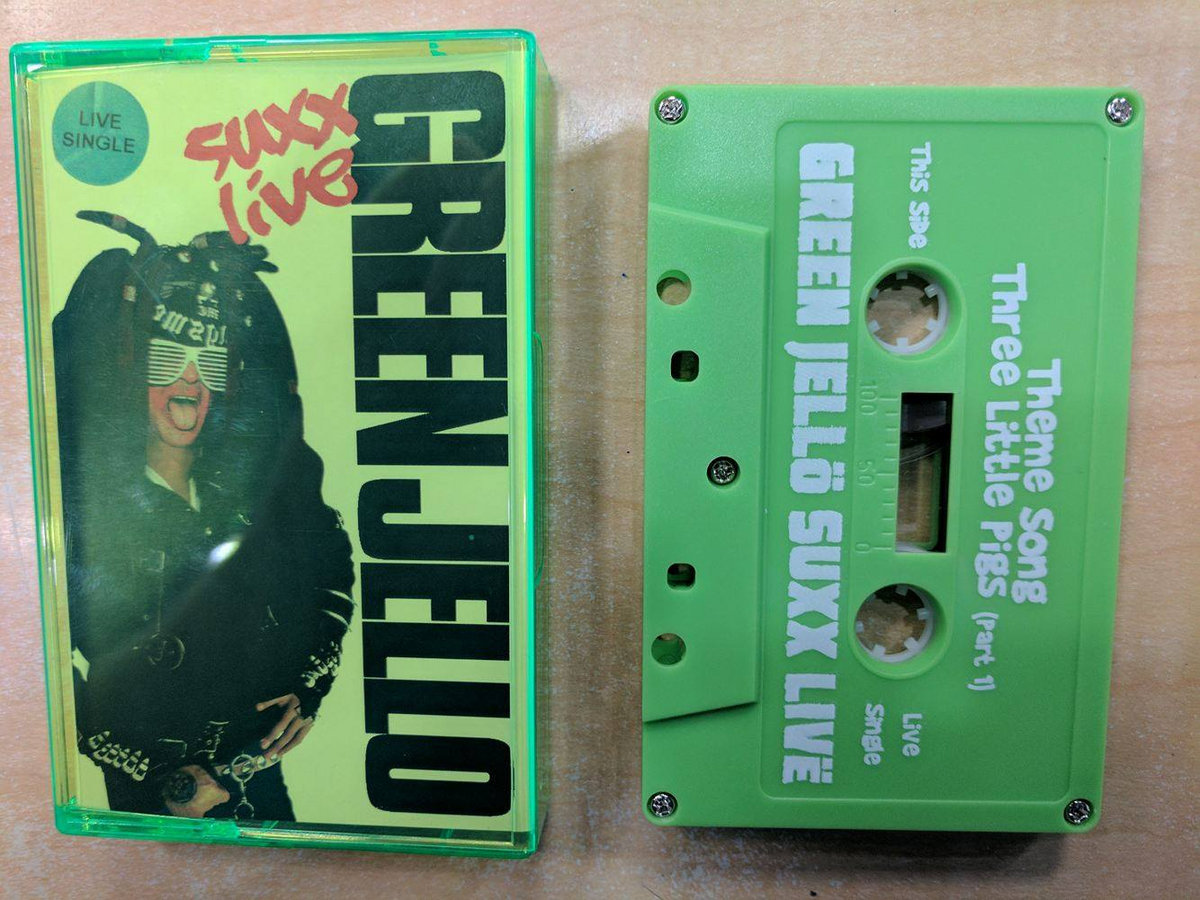 LIVE
SINGLE
suxx
live
GREEN JELLO
This Side
Theme Song
Three Little Pigs (part 1)
100 50 0
GREEN JELLÖ SUXX LIVË
Live
Single